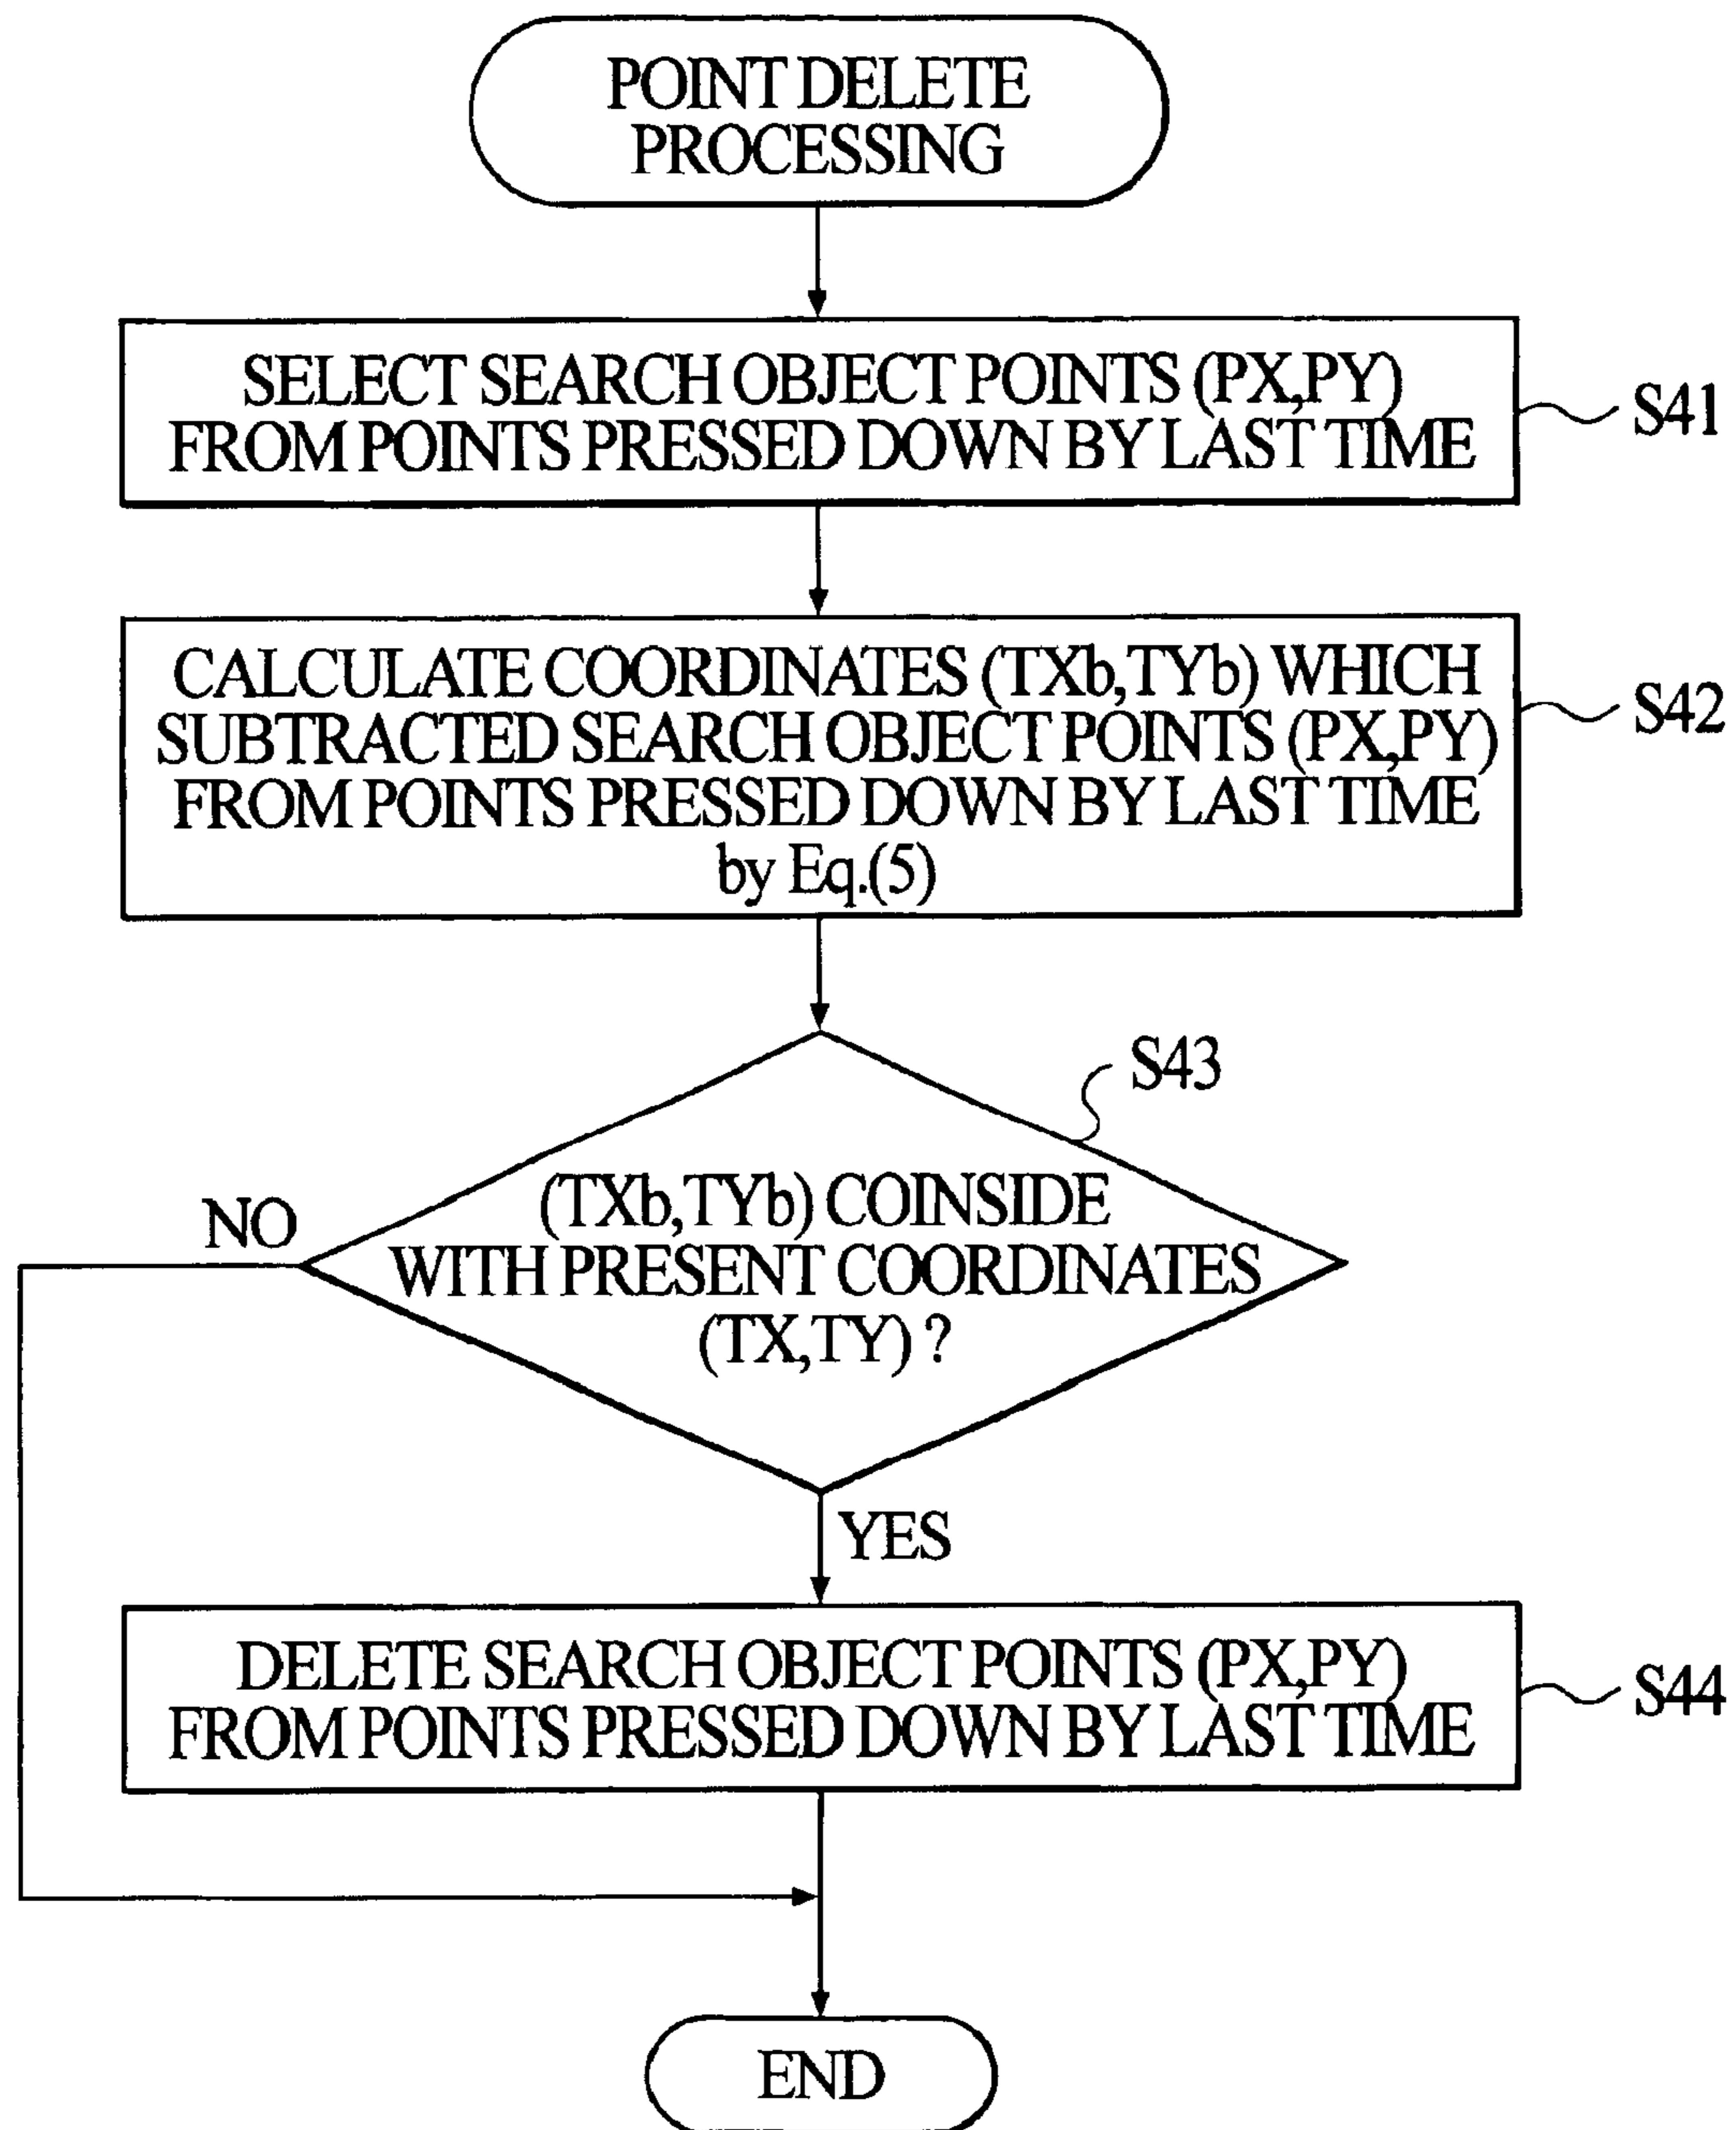 POINT DELETE
PROCESSING
SELECT SEARCH OBJECT POINTS (PX,PY)
FROM POINTS PRESSED DOWN BY LAST TIME
S41
CALCULATE COORDINATES (TXb,TYb) WHICH
SUBTRACTED SEARCH OBJECT POINTS (PX,PY)
FROM POINTS PRESSED DOWN BY LAST TIME
by Eq.(5)
S42
S43
(TXb,TYb) COINSIDE
WITH PRESENT COORDINATES
(TX,TY) ?
NO
YES
DELETE SEARCH OBJECT POINTS (PX,PY)
FROM POINTS PRESSED DOWN BY LAST TIME
S44
END